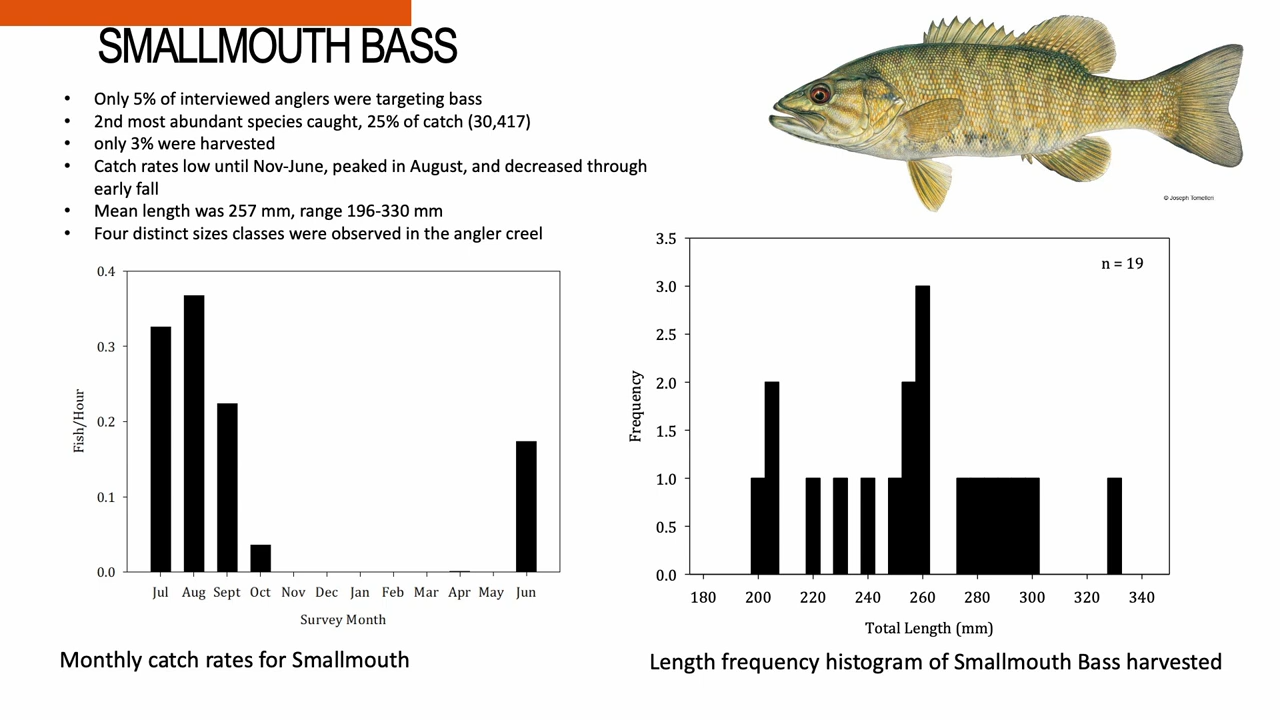 SMALLMOUTH BASS
• Only 5% of interviewed anglers were targeting bass
• 2nd most abundant species caught, 25% of catch (30,417)
• only 3% were harvested
• Catch rates low until Nov-June, peaked in August, and decreased through
early fall
• Mean length was 257 mm, range 196-330 mm
• Four distinct sizes classes were observed in the angler creel
© Joseph Tomelleri
0.4
0.3
0.2
0.1
0.0
Fish/Hour
Jul Aug Sept Oct Nov Dec Jan Feb Mar Apr May Jun
Survey Month
Monthly catch rates for Smallmouth
n = 19
3.5
3.0
2.5
2.0
1.5
1.0
0.5
0.0
Frequency
180 200 220 240 260 280 300 320 340
Total Length (mm)
Length frequency histogram of Smallmouth Bass harvested